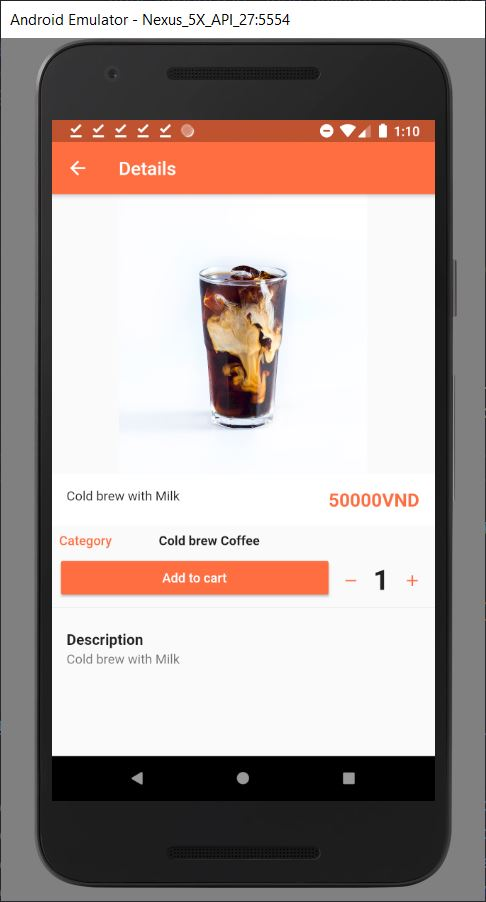 Android Emulator - Nexus_5X_API_27:5554
1:10
Details
Cold brew with Milk
50000VND
Category Cold brew Coffee
Add to cart
1
Description
Cold brew with Milk